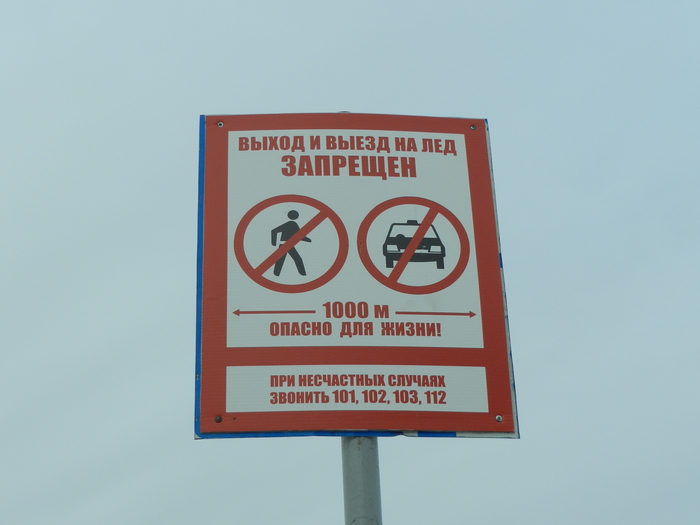 ВЫХОД И ВЫЕЗД НА ЛЕД
ЗАПРЕЩЕН
1000 м
ОПАСНО ДЛЯ ЖИЗНИ!
ПРИ НЕСЧАСТНЫХ СЛУЧАЯХ
ЗВОНИТЬ 101, 102, 103, 112